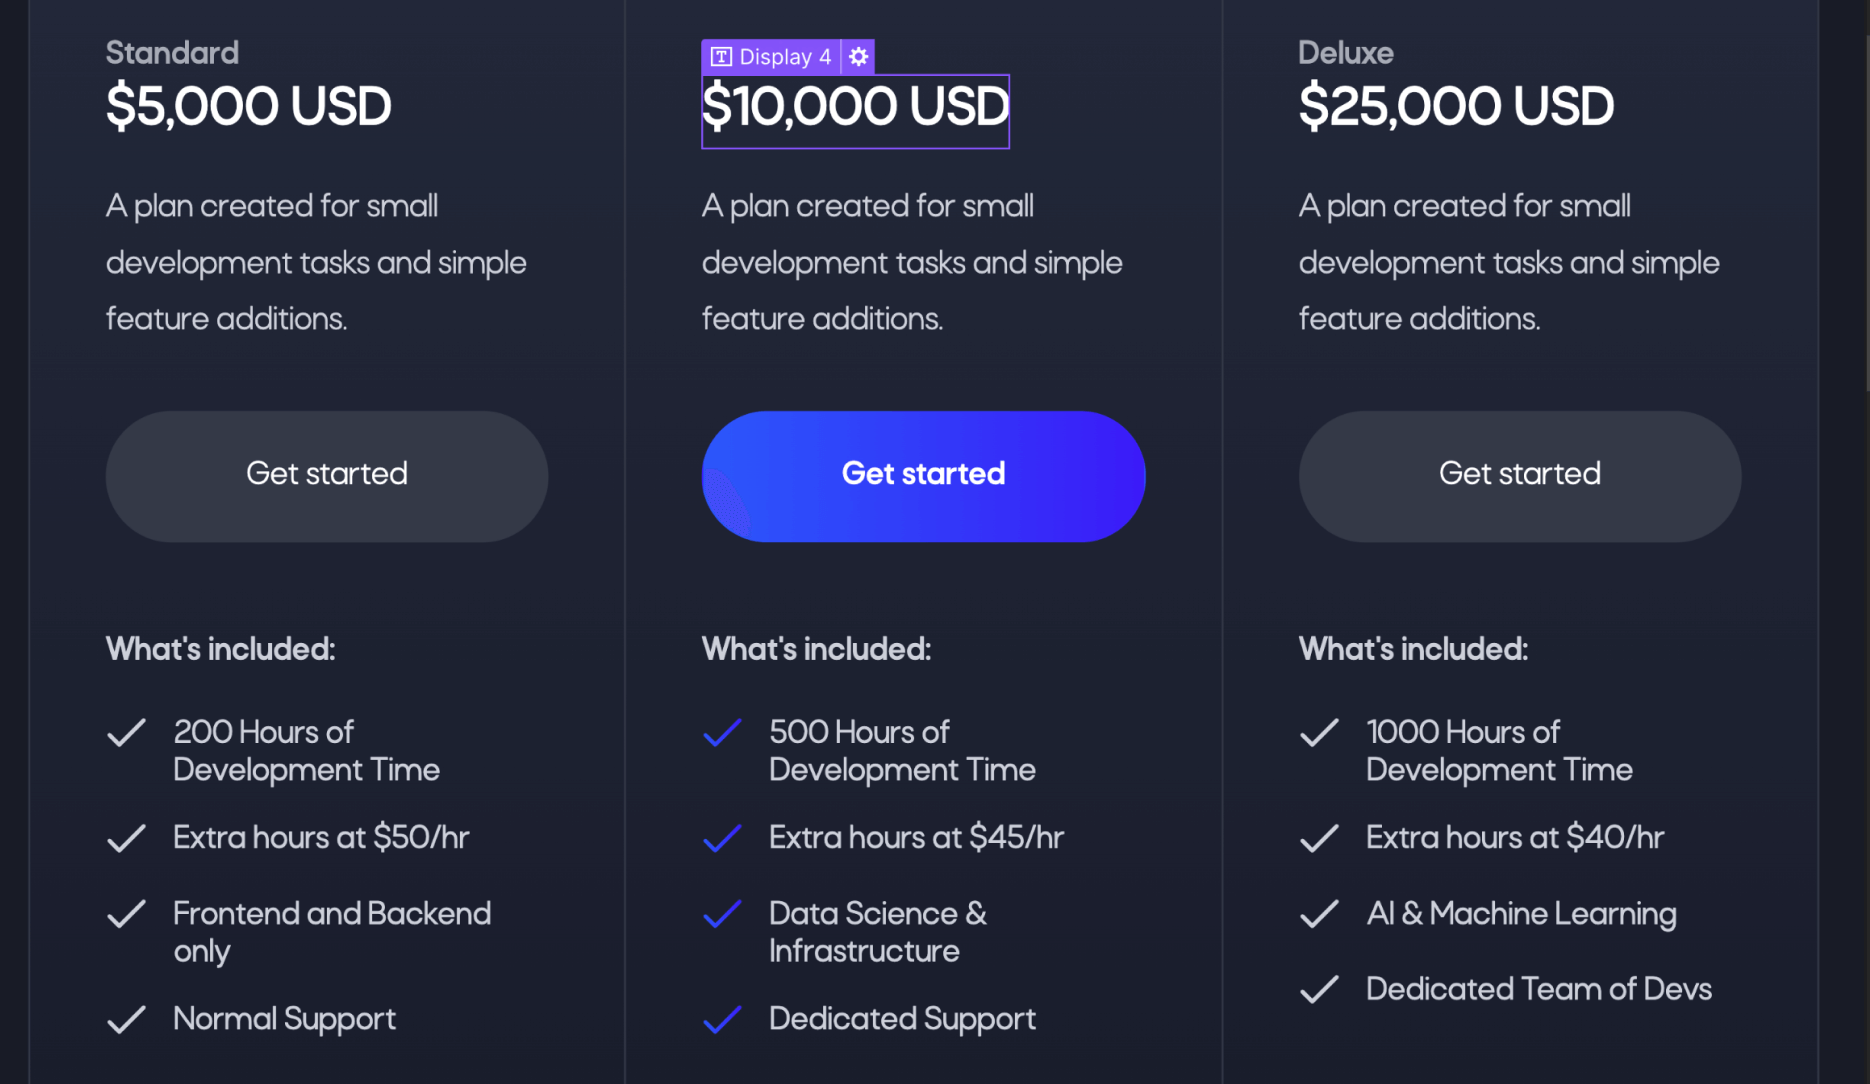 Standard
$5,000 USD
A plan created for small
development tasks and simple
feature additions.
Get started
What's included:
200 Hours of
Development Time
Extra hours at $50/hr
Frontend and Backend
only
Normal Support
Display 4
$10,000 USD
A plan created for small
development tasks and simple
feature additions.
Get started
What's included:
500 Hours of
Development Time
Extra hours at $45/hr
Data Science &
Infrastructure
Dedicated Support
Deluxe
$25,000 USD
A plan created for small
development tasks and simple
feature additions.
Get started
What's included:
1000 Hours of
Development Time
Extra hours at $40/hr
AI & Machine Learning
Dedicated Team of Devs